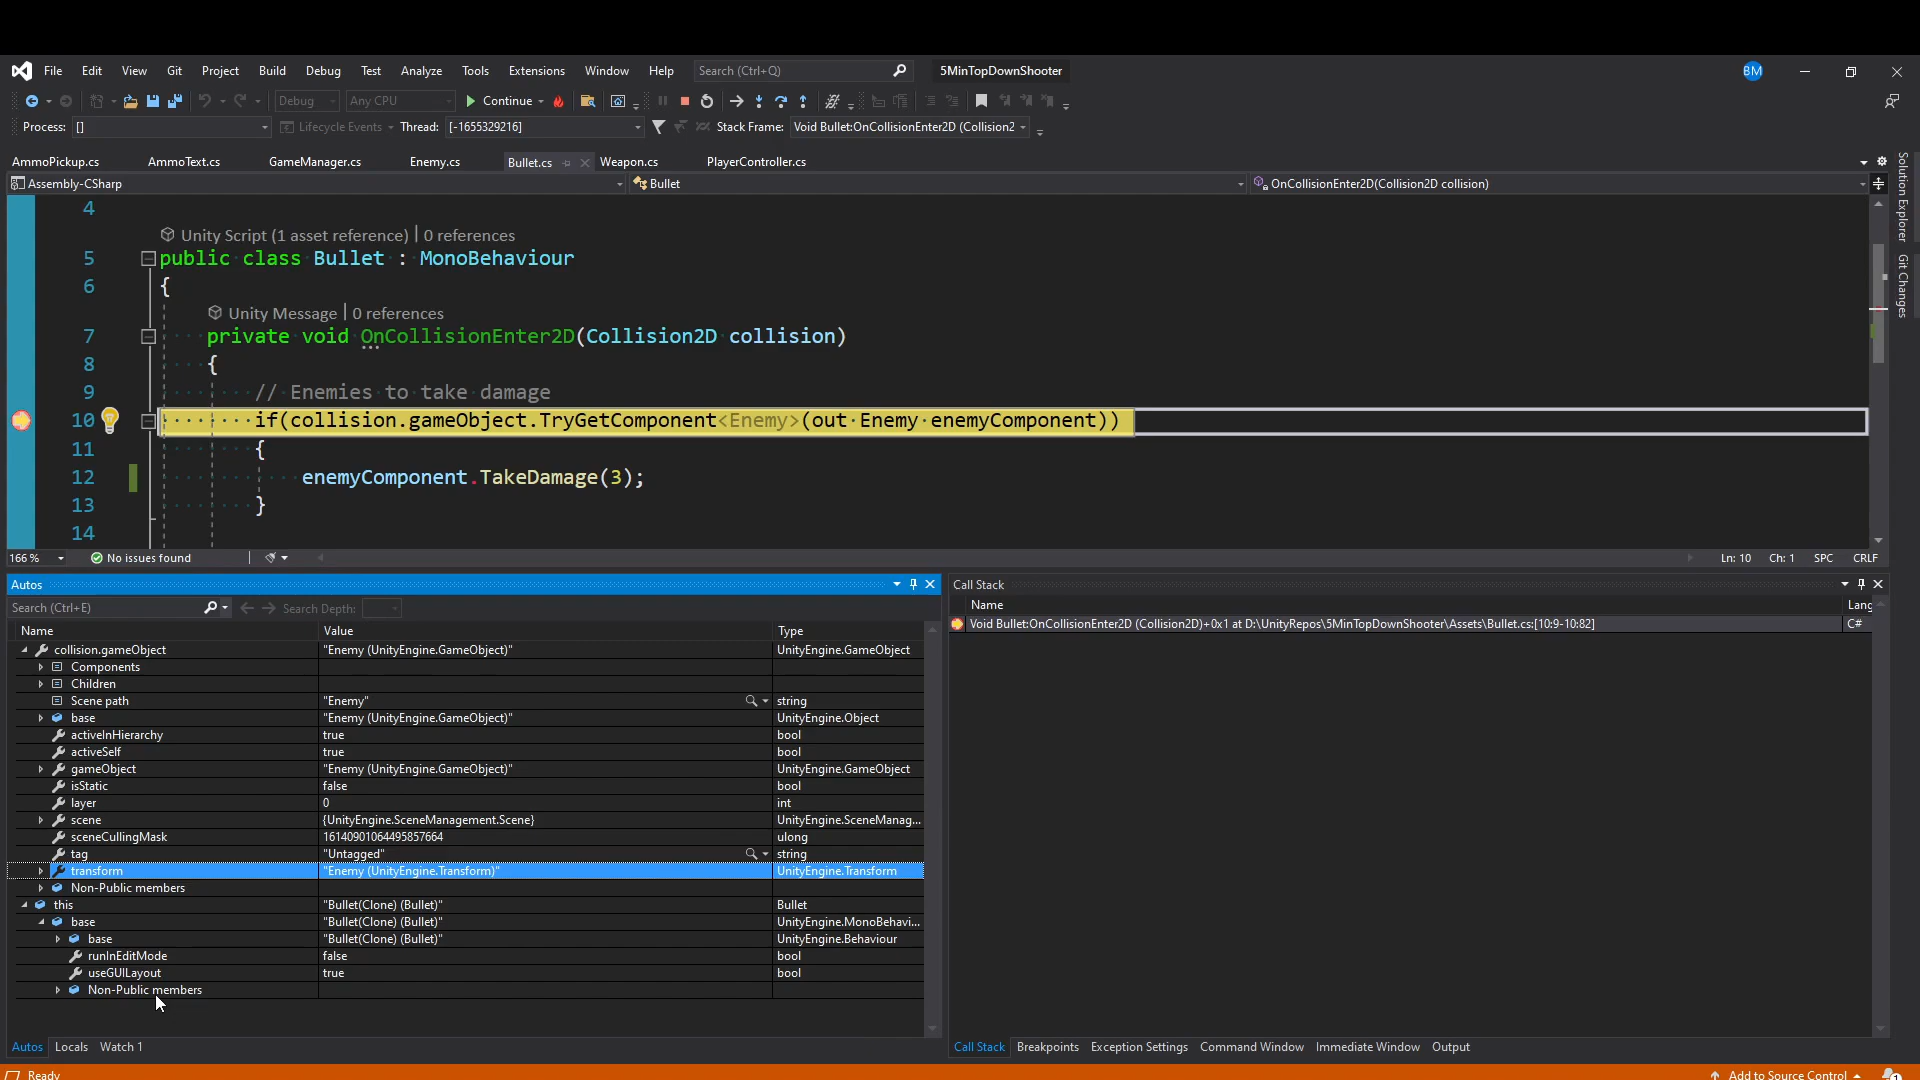 File Edit View Git Project Build Debug Test Analyze Tools Extensions Window Help Search (Ctrl+Q) 5MinTopDownShooter BM
Debug Any CPU Continue
Process: [] Lifecycle Events Thread: [-1655329216] Stack Frame: Void Bullet:OnCollisionEnter2D (Collision2
AmmoPickup.cs AmmoText.cs GameManager.cs Enemy.cs Bullet.cs Weapon.cs PlayerController.cs
Assembly-CSharp Bullet OnCollisionEnter2D(Collision2D collision)
Solution Explorer
Git Changes
4
Unity Script (1 asset reference) | 0 references
5 public class Bullet : MonoBehaviour
6 {
Unity Message | 0 references
7 private void OnCollisionEnter2D(Collision2D collision)
8 {
9 // Enemies to take damage
10 if(collision.gameObject.TryGetComponent<Enemy>(out Enemy enemyComponent))
11 {
12 enemyComponent.TakeDamage(3);
13 }
14
166 % No issues found Ln: 10 Ch: 1 SPC CRLF
Autos
Search (Ctrl+E) Search Depth:
Name Value Type
collision.gameObject "Enemy (UnityEngine.GameObject)" UnityEngine.GameObject
Components
Children
Scene path "Enemy" string
base "Enemy (UnityEngine.GameObject)" UnityEngine.Object
activeInHierarchy true bool
activeSelf true bool
gameObject "Enemy (UnityEngine.GameObject)" UnityEngine.GameObject
isStatic false bool
layer 0 int
scene {UnityEngine.SceneManagement.Scene} UnityEngine.SceneManag...
sceneCullingMask 16140901064495857664 ulong
tag "Untagged" string
transform "Enemy (UnityEngine.Transform)" UnityEngine.Transform
Non-Public members
this "Bullet(Clone) (Bullet)" Bullet
base "Bullet(Clone) (Bullet)" UnityEngine.MonoBehavi...
base "Bullet(Clone) (Bullet)" UnityEngine.Behaviour
runInEditMode false bool
useGUILayout true bool
Non-Public members
Autos Locals Watch 1
Call Stack
Name Lang
Void Bullet:OnCollisionEnter2D (Collision2D)+0x1 at D:\UnityRepos\5MinTopDownShooter\Assets\Bullet.cs:[10:9-10:82] C#
Call Stack Breakpoints Exception Settings Command Window Immediate Window Output
Ready Add to Source Control 1